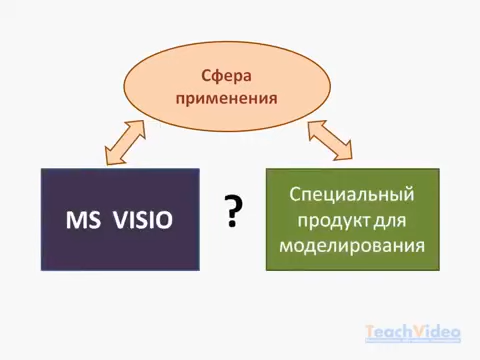 Сфера
применения
MS VISIO
?
Специальный
продукт для
моделирования
TeachVideo